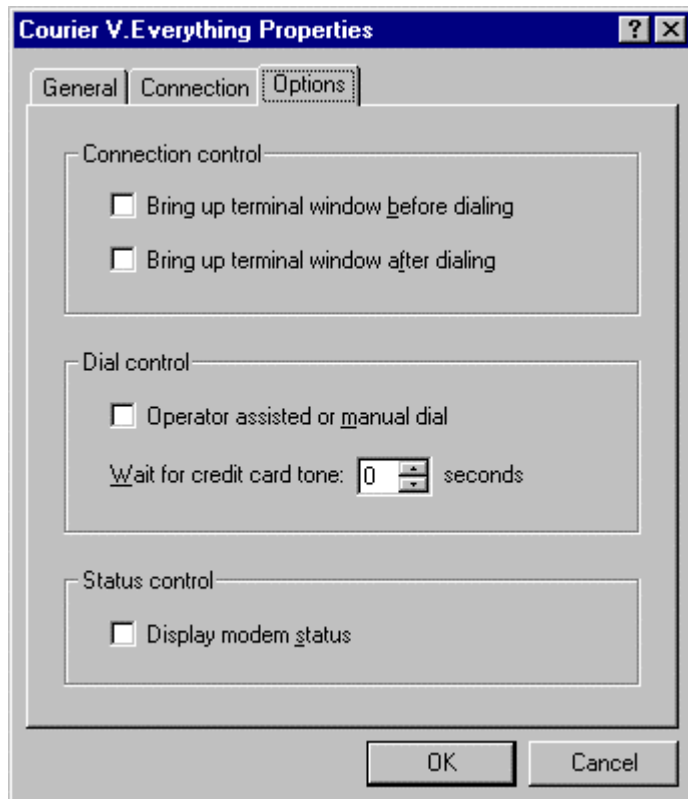 Courier V.Everything Properties
General Connection Options
Connection control
Bring up terminal window before dialing
Bring up terminal window after dialing
Dial control
Operator assisted or manual dial
Wait for credit card tone: 0 seconds
Status control
Display modem status
OK Cancel